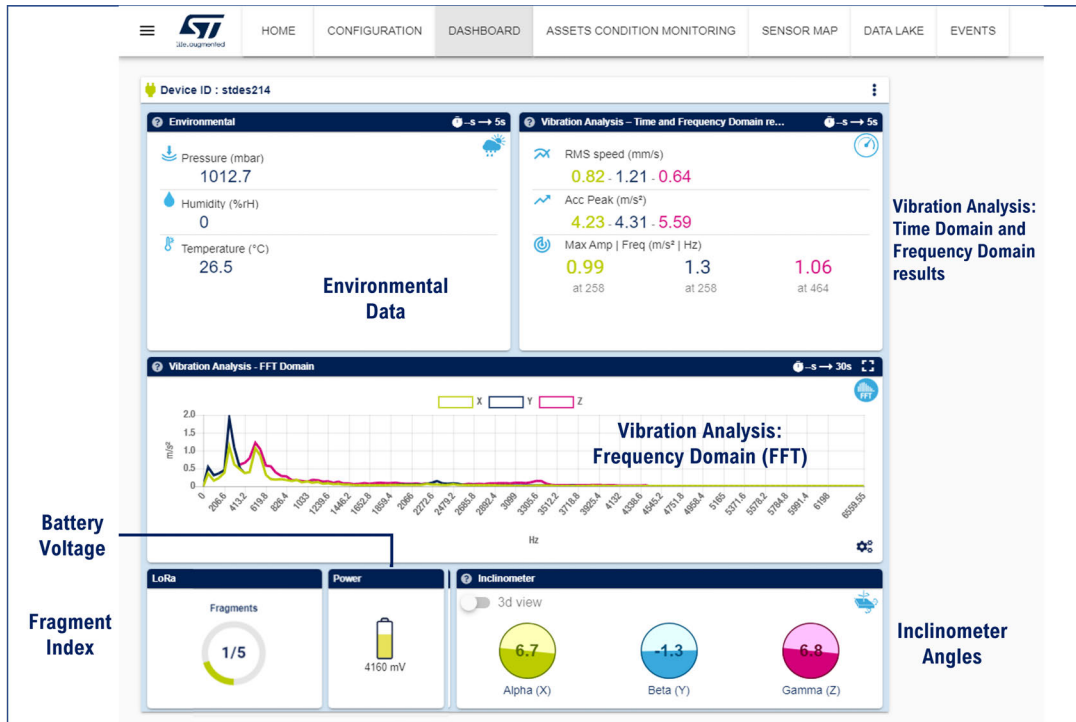 life.augmented
HOME CONFIGURATION DASHBOARD ASSETS CONDITION MONITORING SENSOR MAP DATA LAKE EVENTS
Device ID : stdes214
Environmental –s → 5s
Pressure (mbar)
1012.7
Humidity (%rH)
0
Temperature (°C)
26.5
Environmental
Data
Vibration Analysis – Time and Frequency Domain re... –s → 5s
RMS speed (mm/s)
0.82 - 1.21 - 0.64
Acc Peak (m/s²)
4.23 - 4.31 - 5.59
Max Amp | Freq (m/s² | Hz)
0.99 1.3 1.06
at 258 at 258 at 464
Vibration Analysis:
Time Domain and
Frequency Domain
results
Vibration Analysis - FFT Domain –s → 30s
FFT
X Y Z
Vibration Analysis:
Frequency Domain (FFT)
2.0
1.5
1.0
0.5
0
m/s²
0 206.6 413.2 619.8 826.4 1033 1239.6 1446.2 1652.8 1859.4 2066 2272.6 2479.2 2685.8 2892.4 3099 3305.6 3512.2 3718.8 3925.4 4132 4338.6 4545.2 4751.8 4958.4 5165 5371.6 5578.2 5784.8 5991.4 6198 6559.55
Hz
Battery
Voltage
Fragment
Index
LoRa
Fragments
1/5
Power
4160 mV
Inclinometer
3d view
6.7 -1.3 6.8
Alpha (X) Beta (Y) Gamma (Z)
Inclinometer
Angles